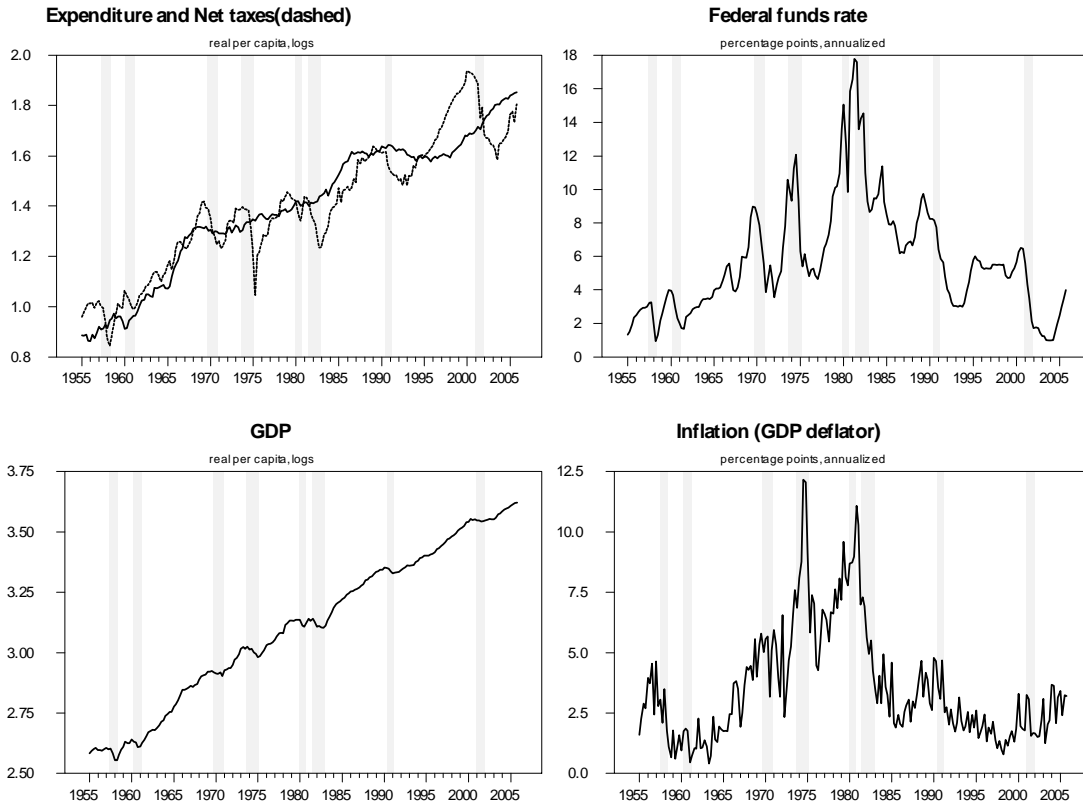 Expenditure and Net taxes(dashed)
real per capita, logs
2.0
1.8
1.6
1.4
1.2
1.0
0.8
1955 1960 1965 1970 1975 1980 1985 1990 1995 2000 2005
Federal funds rate
percentage points, annualized
18
16
14
12
10
8
6
4
2
0
1955 1960 1965 1970 1975 1980 1985 1990 1995 2000 2005
GDP
real per capita, logs
3.75
3.50
3.25
3.00
2.75
2.50
1955 1960 1965 1970 1975 1980 1985 1990 1995 2000 2005
Inflation (GDP deflator)
percentage points, annualized
12.5
10.0
7.5
5.0
2.5
0.0
1955 1960 1965 1970 1975 1980 1985 1990 1995 2000 2005